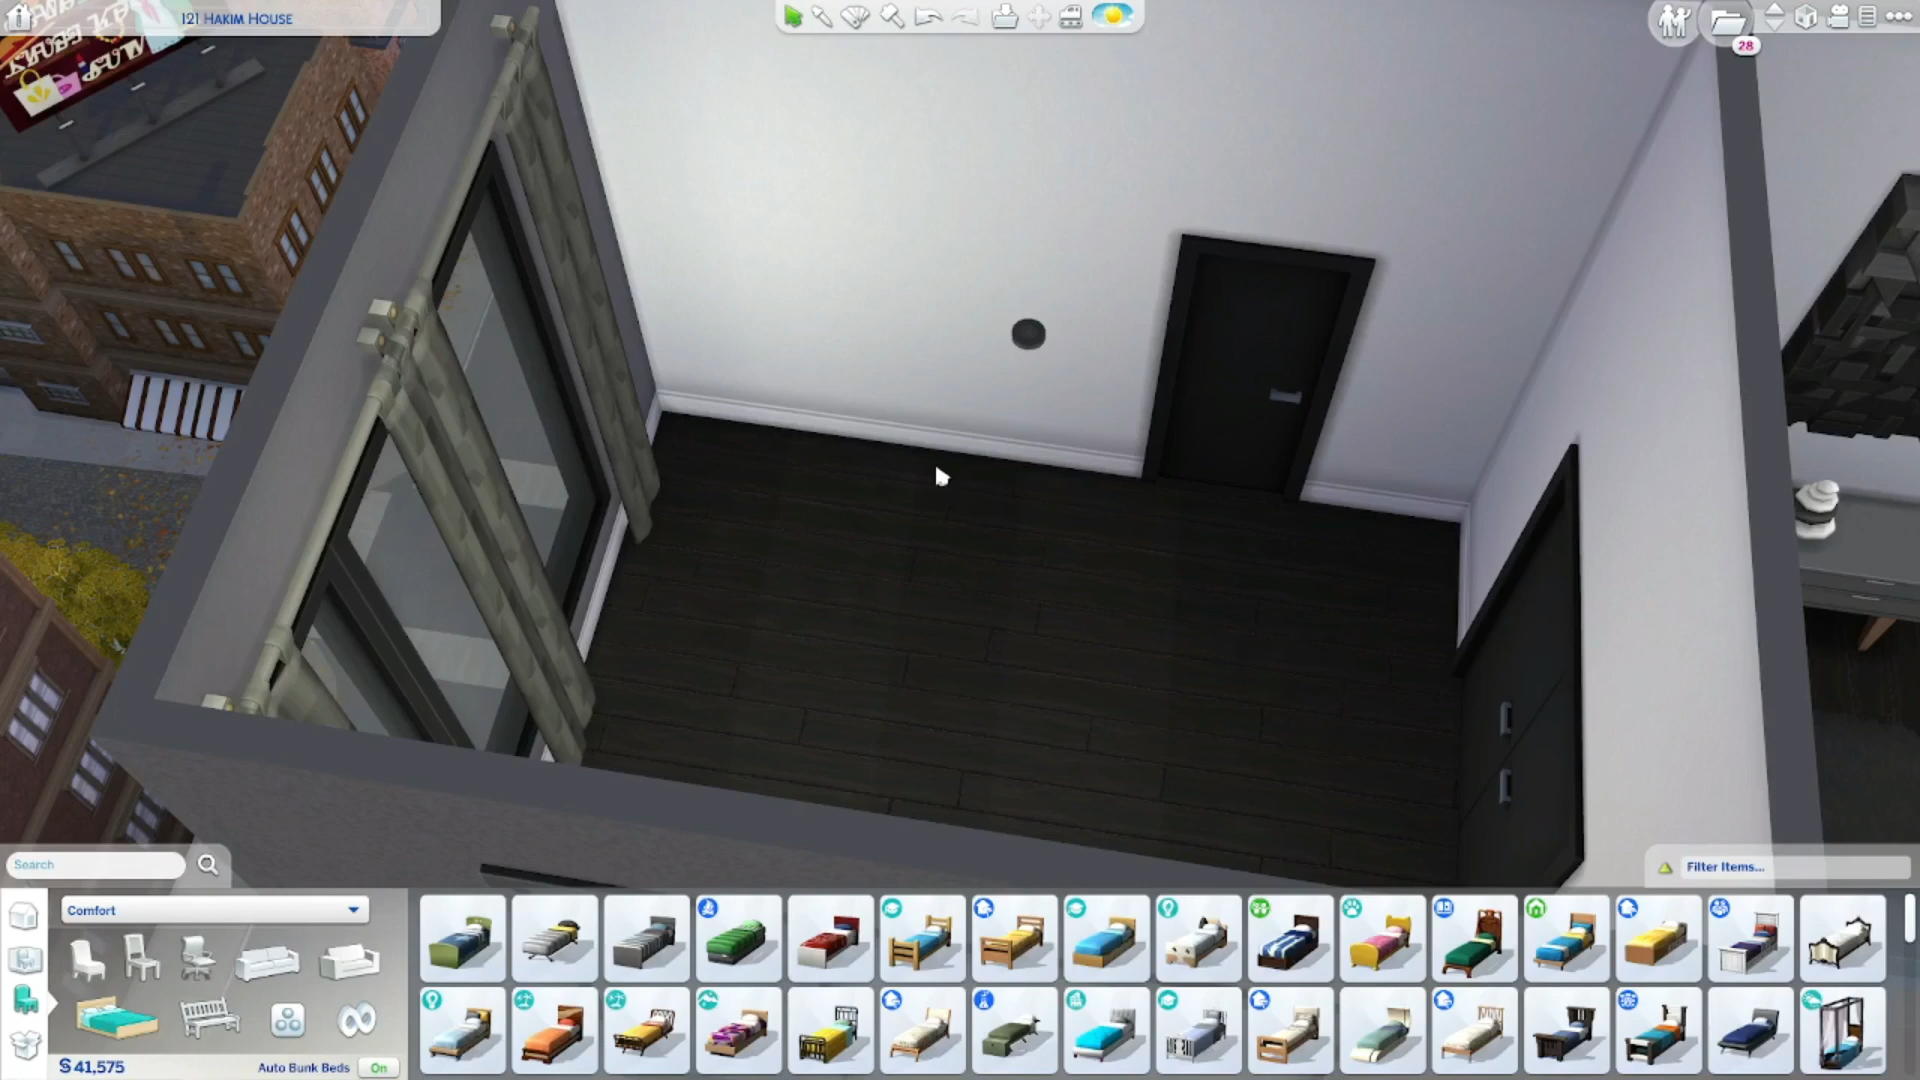 121 HAKIM HOUSE
28
Search
Filter Items...
Comfort
§41,575
Auto Bunk Beds
On